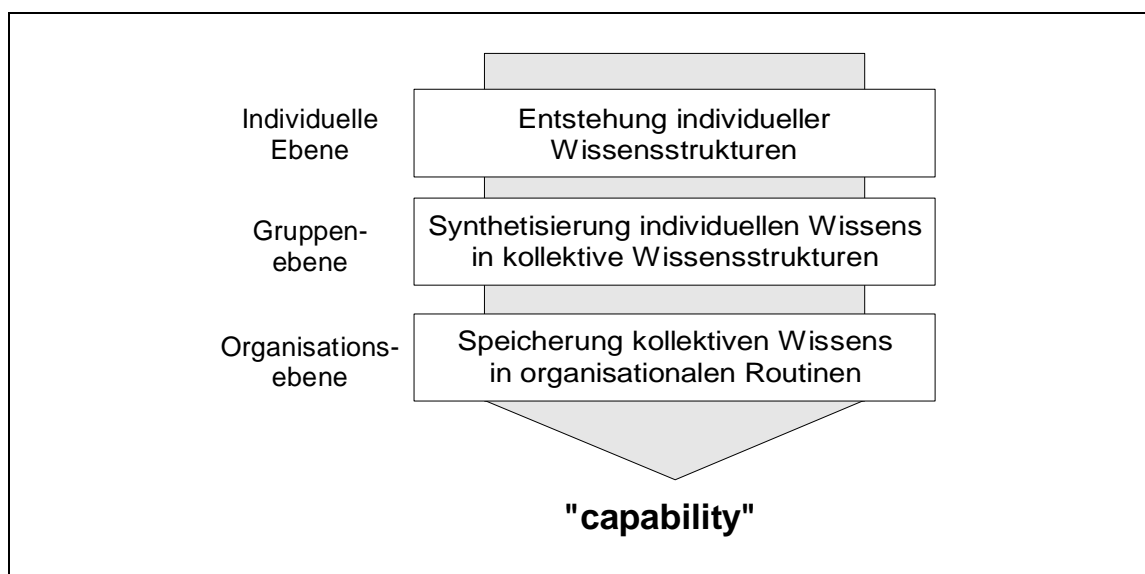 Individuelle
Ebene
Entstehung individueller
Wissensstrukturen
Gruppen-
ebene
Synthetisierung individuellen Wissens
in kollektive Wissensstrukturen
Organisations-
ebene
Speicherung kollektiven Wissens
in organisationalen Routinen
"capability"